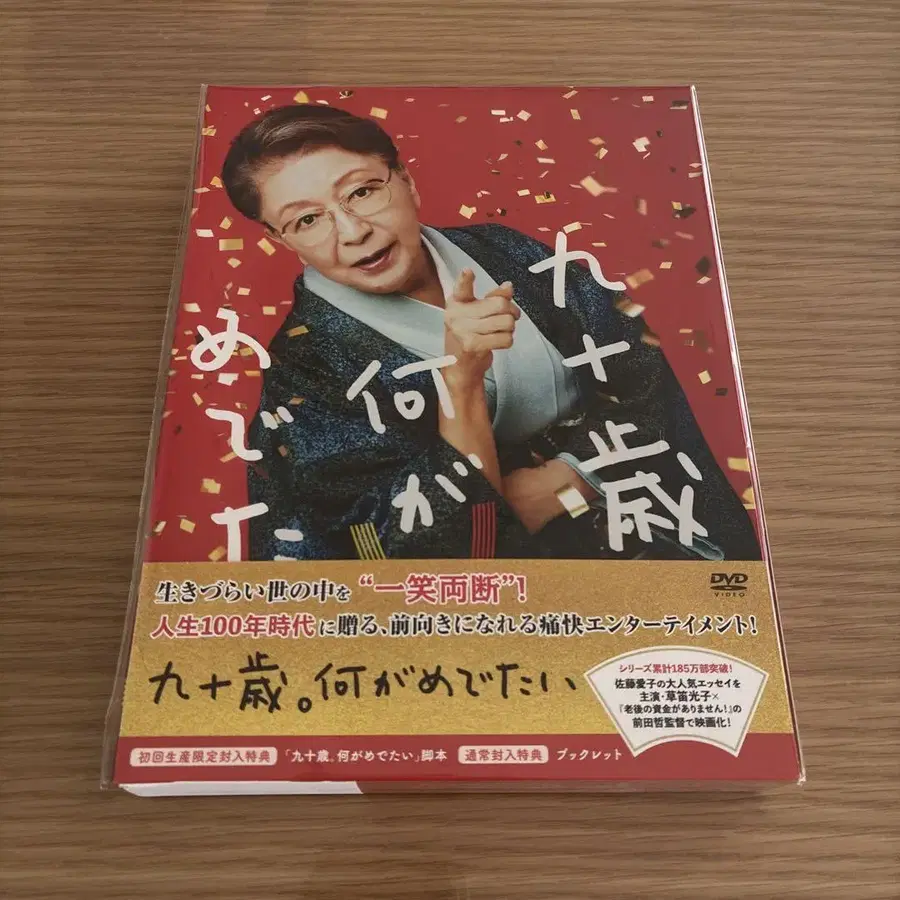 九十歳
何が
めでた
生きづらい世の中を “一笑両断”!
DVD
VIDEO
人生100年時代に贈る、前向きになれる痛快エンターテイメント!
九十歳。何がめでたい
シリーズ累計185万部突破!
佐藤愛子の大人気エッセイを
主演・草笛光子×
『老後の資金がありません!』の
前田哲監督で映画化!
初回生産限定封入特典 「九十歳。何がめでたい」脚本 通常封入特典 ブックレット